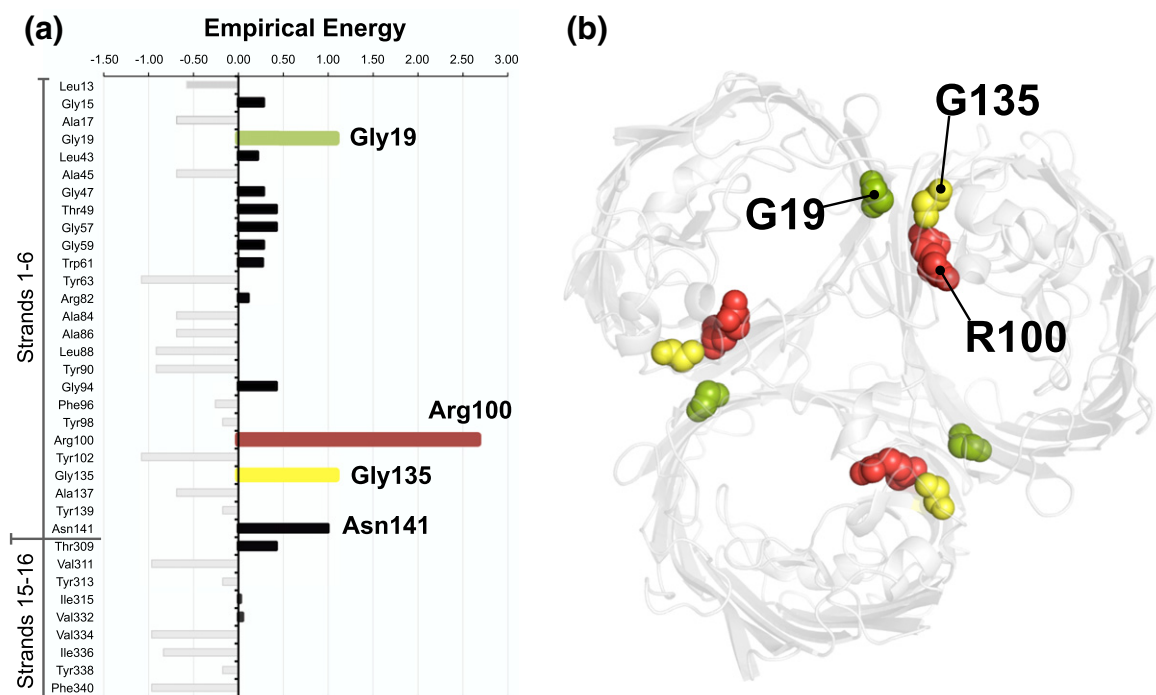 (a)
Empirical Energy
-1.50 -1.00 -0.50 0.00 0.50 1.00 1.50 2.00 2.50 3.00
Strands 1-6
Leu13
Gly15
Ala17
Gly19 Gly19
Leu43
Ala45
Gly47
Thr49
Gly57
Gly59
Trp61
Tyr63
Arg82
Ala84
Ala86
Leu88
Tyr90
Gly94
Phe96
Arg100
Tyr98
Arg100
Tyr102
Gly135 Gly135
Ala137
Tyr139
Asn141 Asn141
Strands 15-16
Thr309
Val311
Tyr313
Ile315
Val332
Val334
Ile336
Tyr338
Phe340
(b)
G135
G19
R100